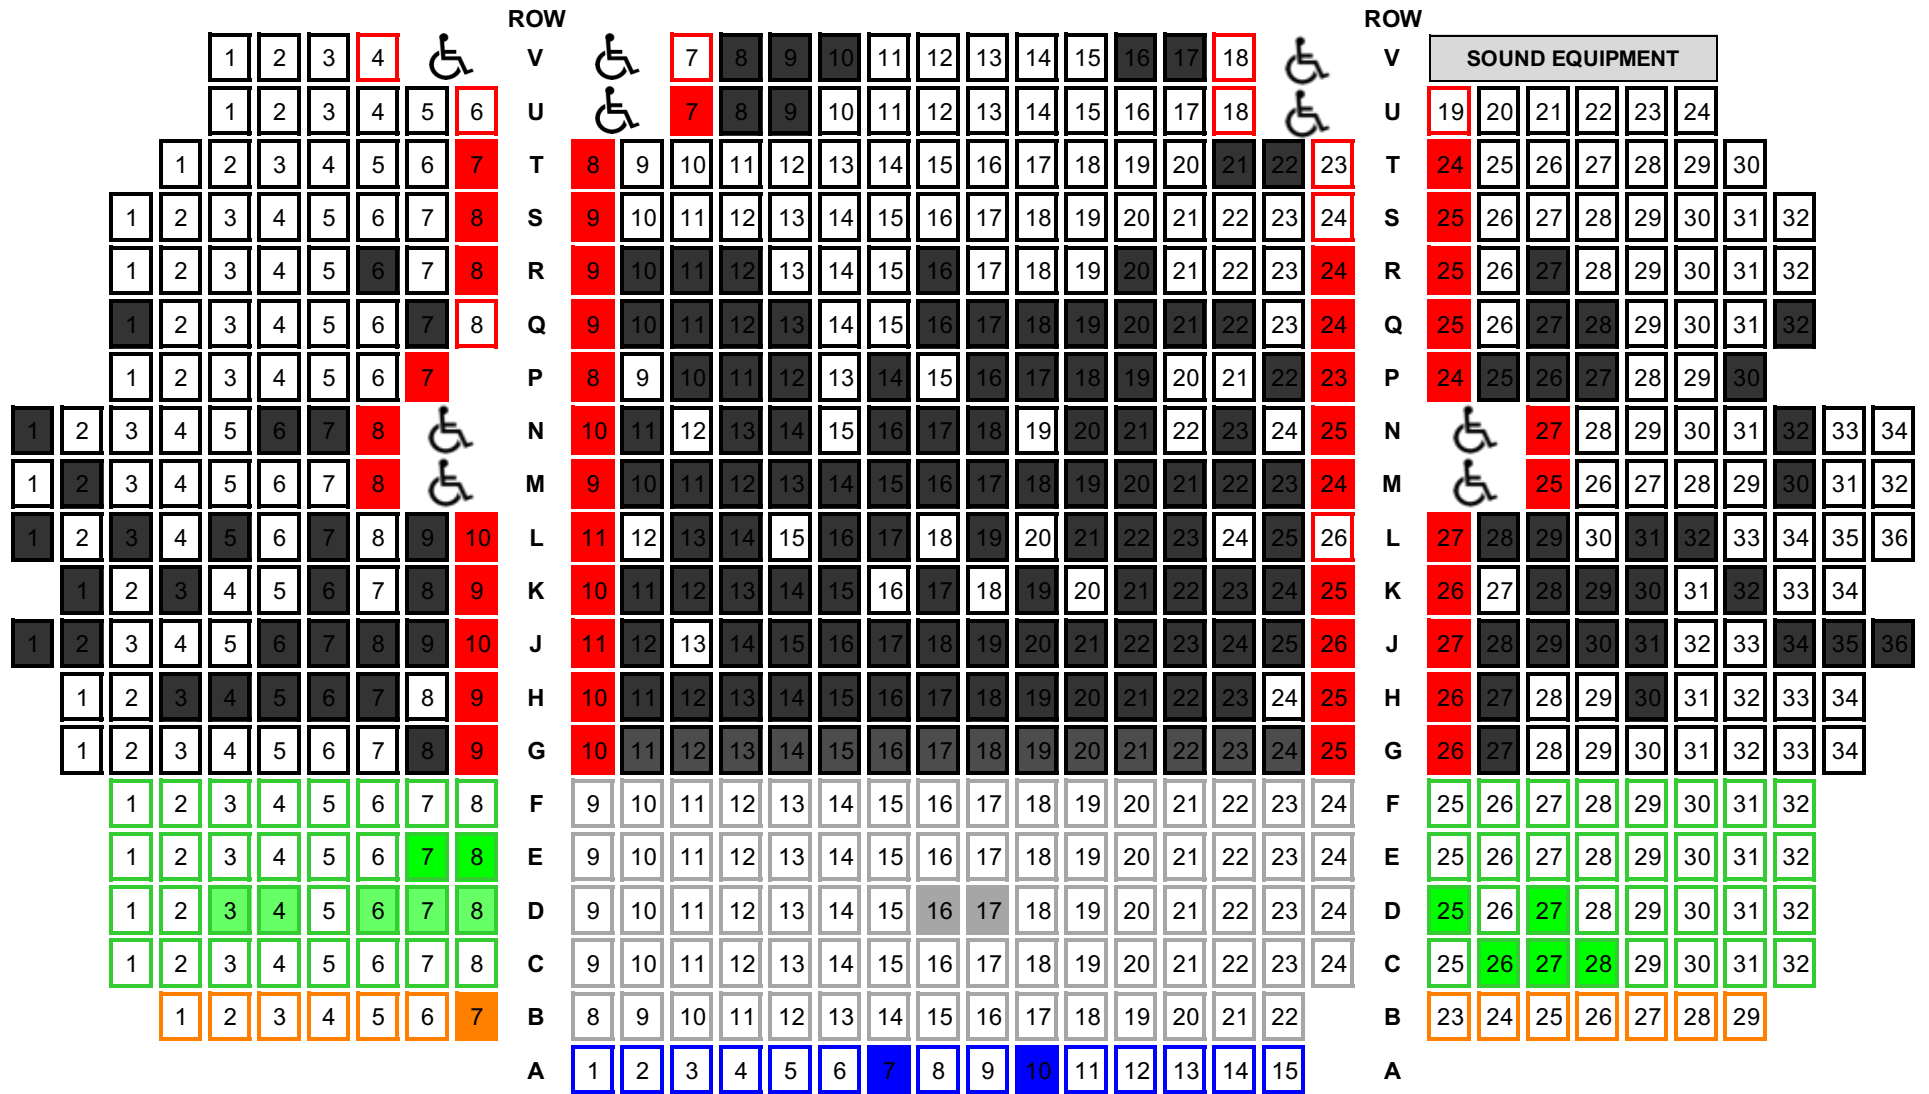 ROW ROW
1 2 3 4 V 7 8 9 10 11 12 13 14 15 16 17 18 V SOUND EQUIPMENT
1 2 3 4 5 6 U 7 8 9 10 11 12 13 14 15 16 17 18 U 19 20 21 22 23 24
1 2 3 4 5 6 7 T 8 9 10 11 12 13 14 15 16 17 18 19 20 21 22 23 T 24 25 26 27 28 29 30
1 2 3 4 5 6 7 8 S 9 10 11 12 13 14 15 16 17 18 19 20 21 22 23 24 S 25 26 27 28 29 30 31 32
1 2 3 4 5 6 7 8 R 9 10 11 12 13 14 15 16 17 18 19 20 21 22 23 24 R 25 26 27 28 29 30 31 32
1 2 3 4 5 6 7 8 Q 9 10 11 12 13 14 15 16 17 18 19 20 21 22 23 24 Q 25 26 27 28 29 30 31 32
1 2 3 4 5 6 7 P 8 9 10 11 12 13 14 15 16 17 18 19 20 21 22 23 P 24 25 26 27 28 29 30
1 2 3 4 5 6 7 8 N 10 11 12 13 14 15 16 17 18 19 20 21 22 23 24 25 N 27 28 29 30 31 32 33 34
1 2 3 4 5 6 7 8 M 9 10 11 12 13 14 15 16 17 18 19 20 21 22 23 24 M 25 26 27 28 29 30 31 32
1 2 3 4 5 6 7 8 9 10 L 11 12 13 14 15 16 17 18 19 20 21 22 23 24 25 26 L 27 28 29 30 31 32 33 34 35 36
1 2 3 4 5 6 7 8 9 K 10 11 12 13 14 15 16 17 18 19 20 21 22 23 24 25 K 26 27 28 29 30 31 32 33 34
1 2 3 4 5 6 7 8 9 10 J 11 12 13 14 15 16 17 18 19 20 21 22 23 24 25 26 J 27 28 29 30 31 32 33 34 35 36
1 2 3 4 5 6 7 8 9 H 10 11 12 13 14 15 16 17 18 19 20 21 22 23 24 25 H 26 27 28 29 30 31 32 33 34
1 2 3 4 5 6 7 8 9 G 10 11 12 13 14 15 16 17 18 19 20 21 22 23 24 25 G 26 27 28 29 30 31 32 33 34
1 2 3 4 5 6 7 8 F 9 10 11 12 13 14 15 16 17 18 19 20 21 22 23 24 F 25 26 27 28 29 30 31 32
1 2 3 4 5 6 7 8 E 9 10 11 12 13 14 15 16 17 18 19 20 21 22 23 24 E 25 26 27 28 29 30 31 32
1 2 3 4 5 6 7 8 D 9 10 11 12 13 14 15 16 17 18 19 20 21 22 23 24 D 25 26 27 28 29 30 31 32
1 2 3 4 5 6 7 8 C 9 10 11 12 13 14 15 16 17 18 19 20 21 22 23 24 C 25 26 27 28 29 30 31 32
1 2 3 4 5 6 7 B 8 9 10 11 12 13 14 15 16 17 18 19 20 21 22 B 23 24 25 26 27 28 29
A 1 2 3 4 5 6 7 8 9 10 11 12 13 14 15 A